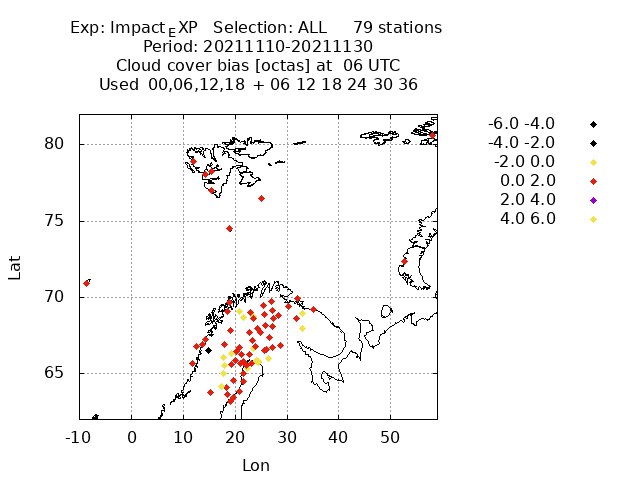 Exp: Impact_EXP Selection: ALL 79 stations
Period: 20211110-20211130
Cloud cover bias [octas] at 06 UTC
Used 00,06,12,18 + 06 12 18 24 30 36
-6.0 -4.0
-4.0 -2.0
-2.0 0.0
0.0 2.0
2.0 4.0
4.0 6.0
80
75
70
65
Lat
-10 0 10 20 30 40 50
Lon